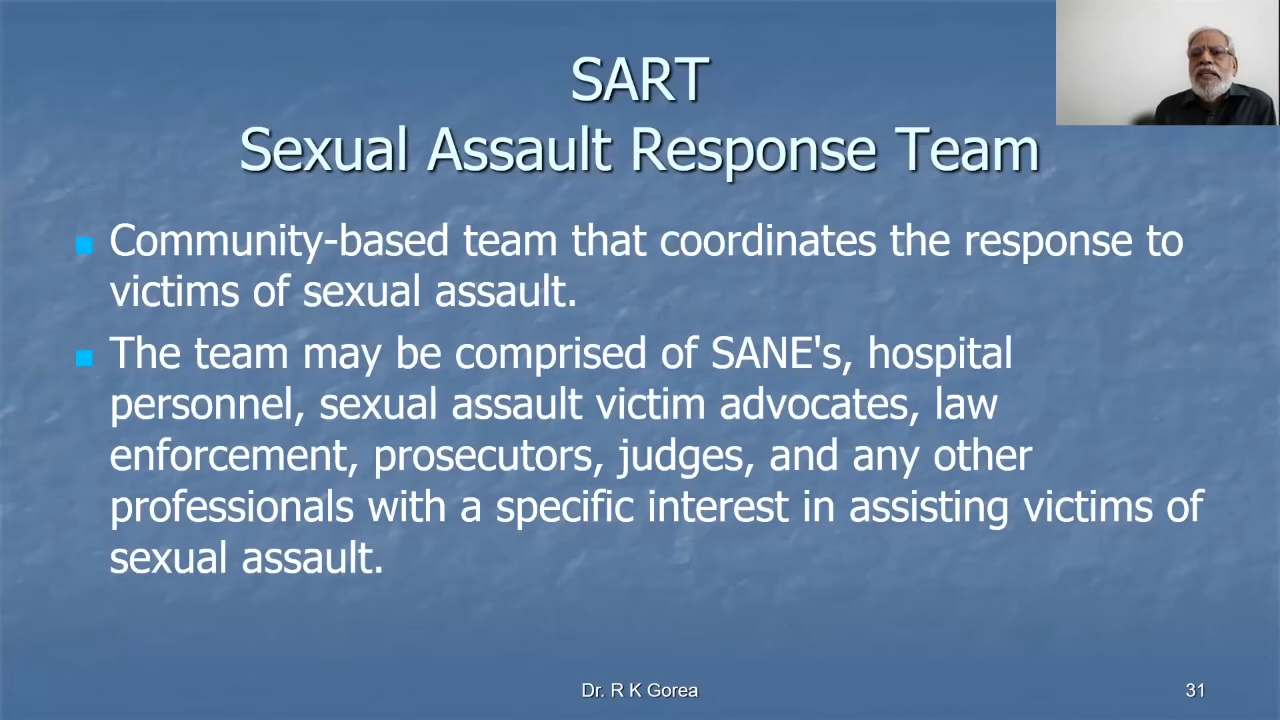 SART
Sexual Assault Response Team
Community-based team that coordinates the response to
victims of sexual assault.
The team may be comprised of SANE's, hospital
personnel, sexual assault victim advocates, law
enforcement, prosecutors, judges, and any other
professionals with a specific interest in assisting victims of
sexual assault.
Dr. R K Gorea
31